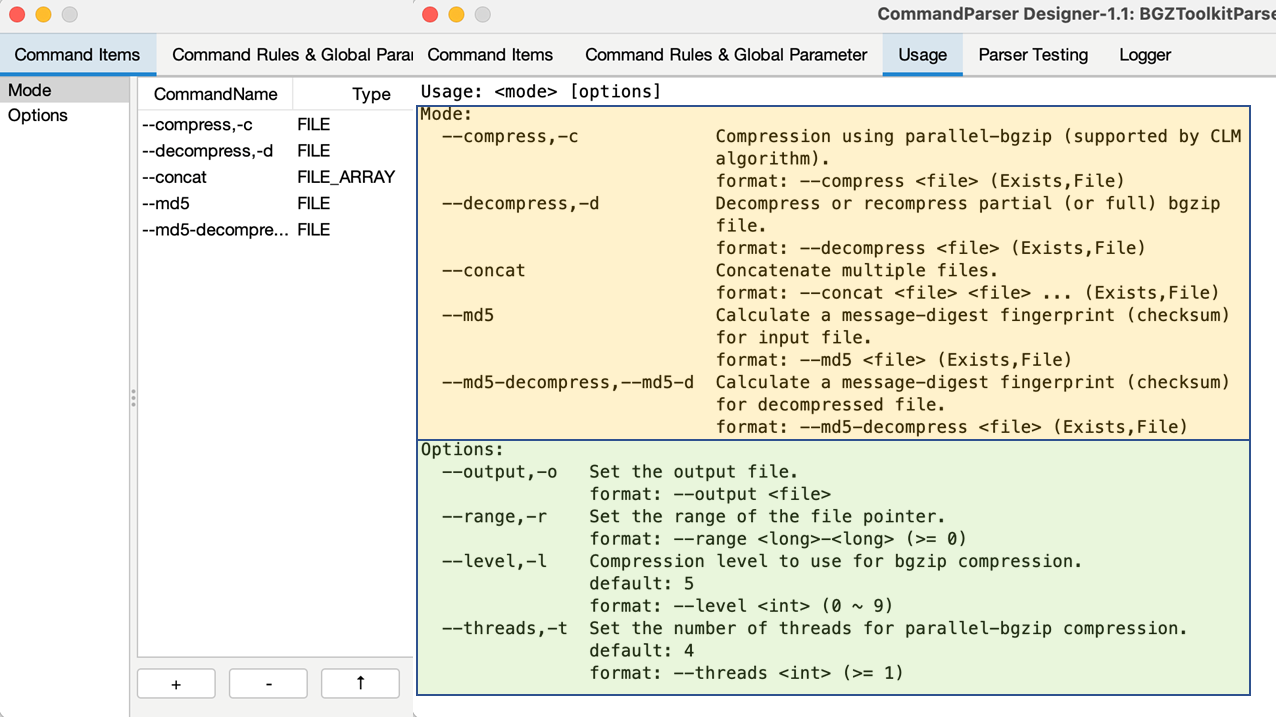 CommandParser Designer-1.1: BGZToolkitParse
Command Items
Command Rules & Global Para
Mode
Options
CommandName Type
--compress,-c FILE
--decompress,-d FILE
--concat FILE_ARRAY
--md5 FILE
--md5-decompre... FILE
+ - ↑
Command Items Command Rules & Global Parameter Usage Parser Testing Logger
Usage: <mode> [options]
Mode:
--compress,-c Compression using parallel-bgzip (supported by CLM
algorithm).
format: --compress <file> (Exists,File)
--decompress,-d Decompress or recompress partial (or full) bgzip
file.
format: --decompress <file> (Exists,File)
--concat Concatenate multiple files.
format: --concat <file> <file> ... (Exists,File)
--md5 Calculate a message-digest fingerprint (checksum)
for input file.
format: --md5 <file> (Exists,File)
--md5-decompress,--md5-d Calculate a message-digest fingerprint (checksum)
for decompressed file.
format: --md5-decompress <file> (Exists,File)
Options:
--output,-o Set the output file.
format: --output <file>
--range,-r Set the range of the file pointer.
format: --range <long>-<long> (>= 0)
--level,-l Compression level to use for bgzip compression.
default: 5
format: --level <int> (0 ~ 9)
--threads,-t Set the number of threads for parallel-bgzip compression.
default: 4
format: --threads <int> (>= 1)